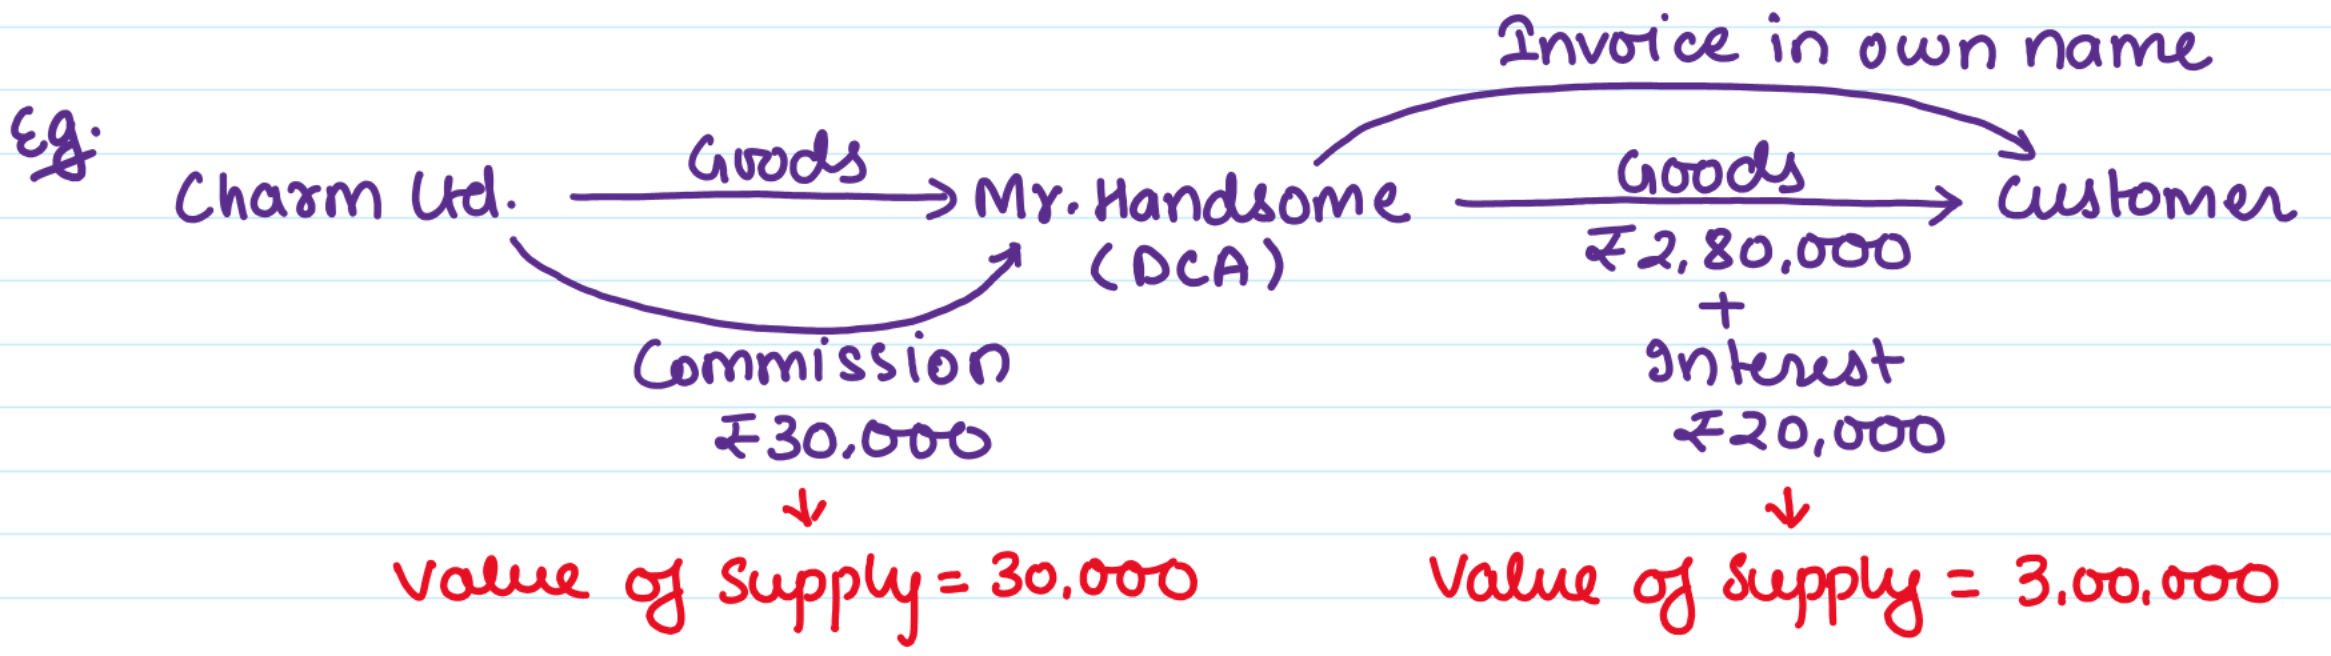 Invoice in own name
Eg.
Charm Ltd. Goods Mr. Handsome Goods Customer
(DCA) ₹2,80,000
+
Commission Interest
₹30,000 ₹20,000
Value of supply = 30,000 Value of supply = 3,00,000